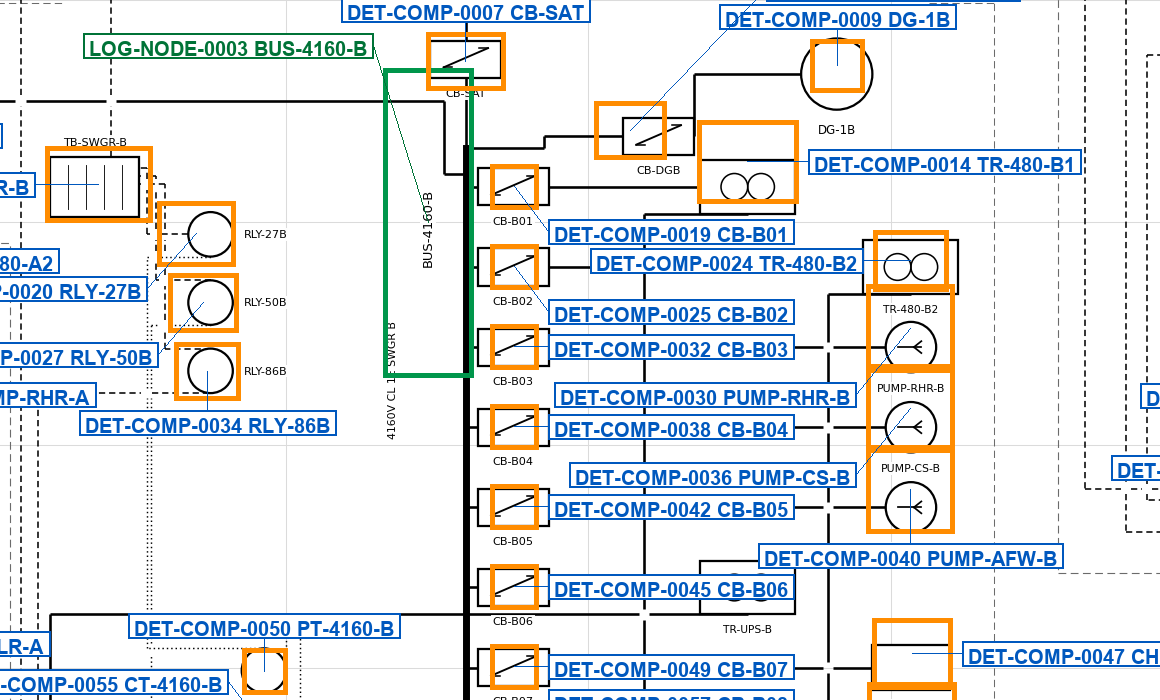 DET-COMP-0007 CB-SAT
DET-COMP-0009 DG-1B
LOG-NODE-0003 BUS-4160-B
CB-SAT
TB-SWGR-B
DG-1B
CB-DGB
DET-COMP-0014 TR-480-B1
R-B
BUS-4160-B
CB-B01
RLY-27B
DET-COMP-0019 CB-B01
80-A2
DET-COMP-0024 TR-480-B2
P-0020 RLY-27B
CB-B02
RLY-50B
TR-480-B2
DET-COMP-0025 CB-B02
P-0027 RLY-50B
DET-COMP-0032 CB-B03
RLY-86B
CB-B03
PUMP-RHR-B
4160V CL 1E SWGR B
MP-RHR-A
DET-COMP-0030 PUMP-RHR-B
DET-COMP-0034 RLY-86B
DET-COMP-0038 CB-B04
CB-B04
PUMP-CS-B
DET-COMP-0036 PUMP-CS-B
DET-
DET-COMP-0042 CB-B05
CB-B05
DET-COMP-0040 PUMP-AFW-B
DET-COMP-0045 CB-B06
CB-B06
DET-COMP-0050 PT-4160-B
TR-UPS-B
LR-A
DET-COMP-0047 CH
DET-COMP-0049 CB-B07
-COMP-0055 CT-4160-B